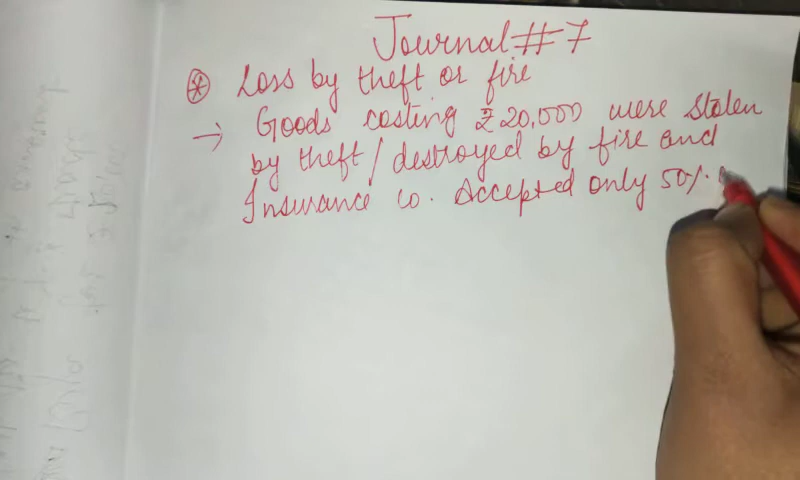 Journal#7
* Loss by theft or fire
→ Goods costing ₹20,000 were stolen
by theft/destroyed by fire and
Insurance Co. Accepted only 50%